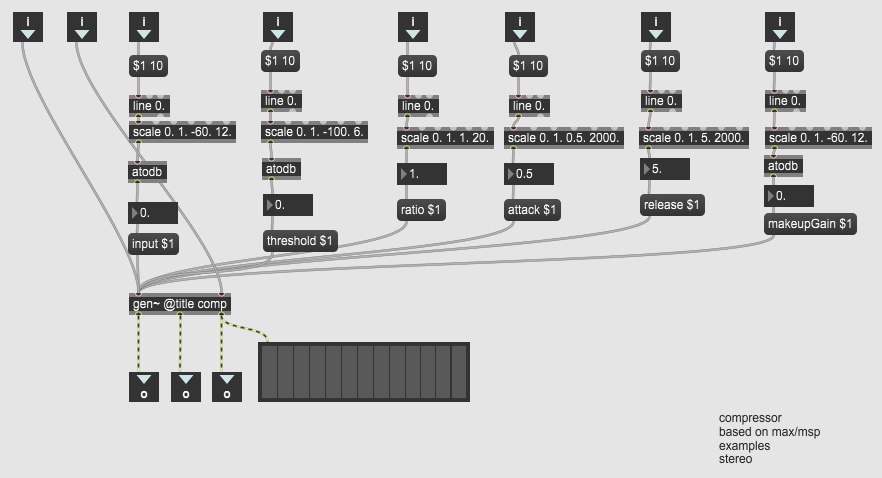 i i i i i i i i
$1 10 $1 10 $1 10 $1 10 $1 10 $1 10
line 0. line 0. line 0. line 0. line 0. line 0.
scale 0. 1. -60. 12. scale 0. 1. -100. 6. scale 0. 1. 1. 20. scale 0. 1. 0.5. 2000. scale 0. 1. 5. 2000. scale 0. 1. -60. 12.
atodb atodb atodb
0. 0. 1. 0.5 5. 0.
input $1 threshold $1 ratio $1 attack $1 release $1 makeupGain $1
gen~ @title comp
o o o
compressor
based on max/msp
examples
stereo